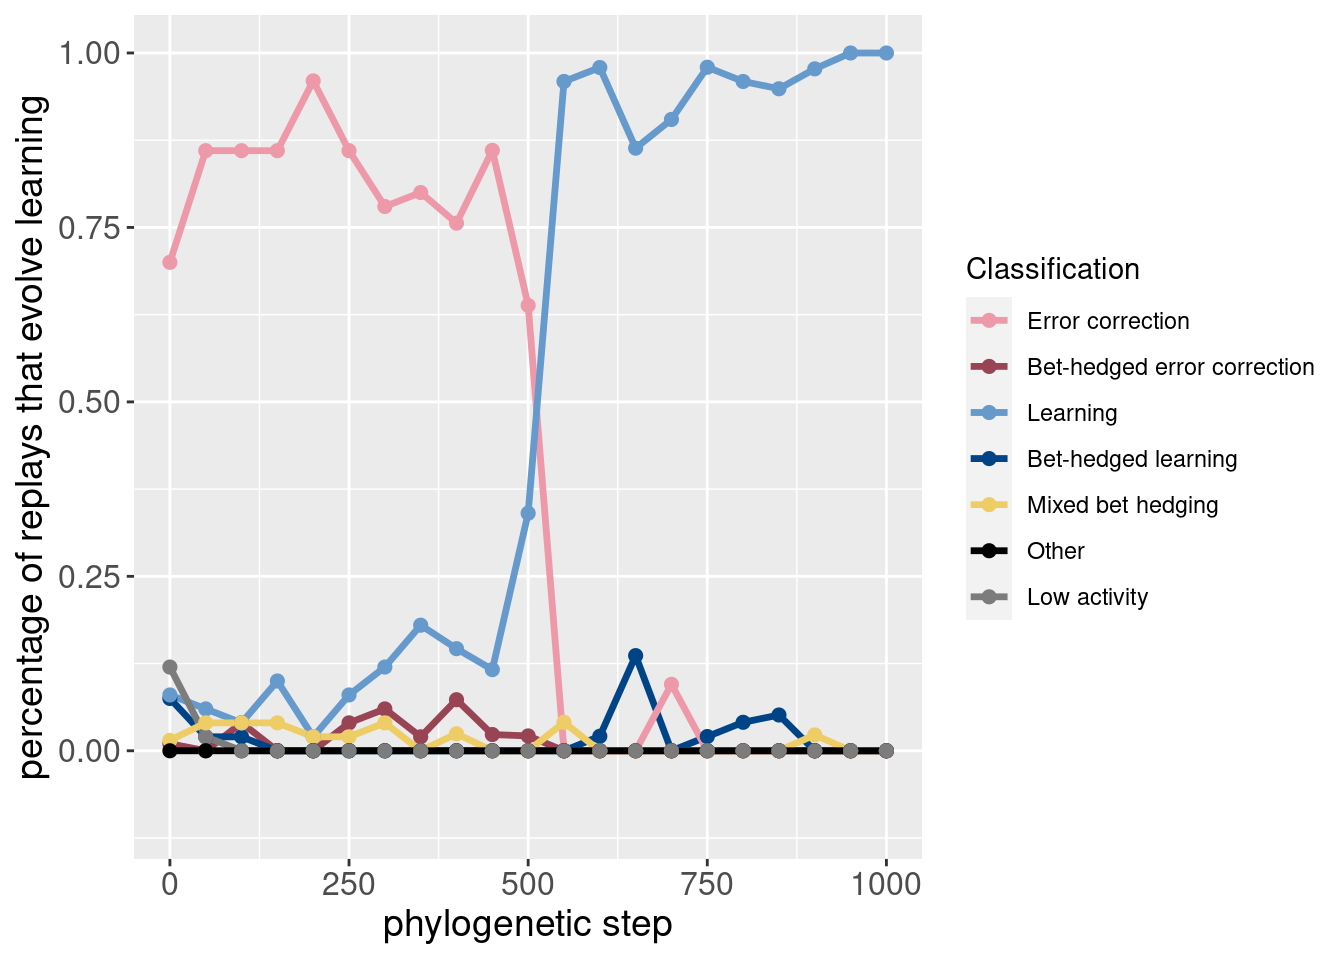 percentage of replays that evolve learning
1.00
0.75
0.50
0.25
0.00
0 250 500 750 1000
phylogenetic step
Classification
Error correction
Bet-hedged error correction
Learning
Bet-hedged learning
Mixed bet hedging
Other
Low activity